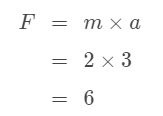 F = m × a
= 2 × 3
= 6